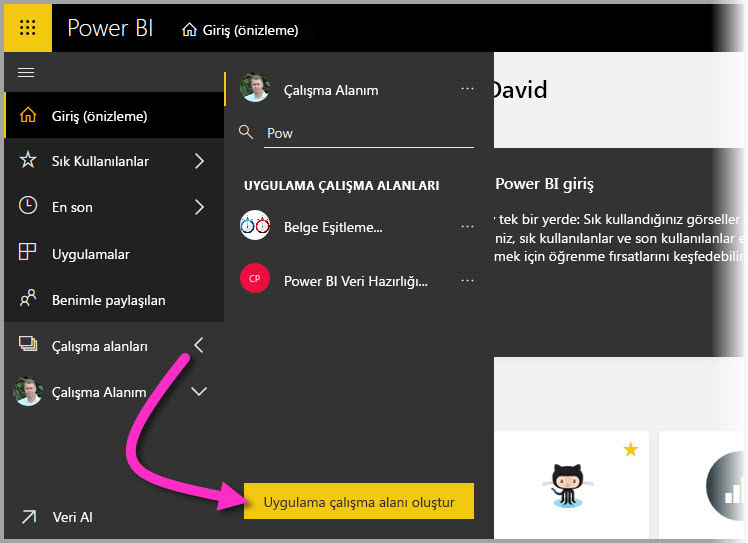 Power BI
Giriş (önizleme)
Giriş (önizleme)
Sık Kullanılanlar
En son
Uygulamalar
Benimle paylaşılan
Çalışma alanları
Çalışma Alanım
Veri Al
Çalışma Alanım
Pow
UYGULAMA ÇALIŞMA ALANLARI
Belge Eşitleme...
CP
Power BI Veri Hazırlığı...
Uygulama çalışma alanı oluştur
David
Power BI giriş
tek bir yerde: Sık kullandığınız görseller
niz, sık kullanılanlar ve son kullanılanlar
mek için öğrenme fırsatlarını keşfedebilir